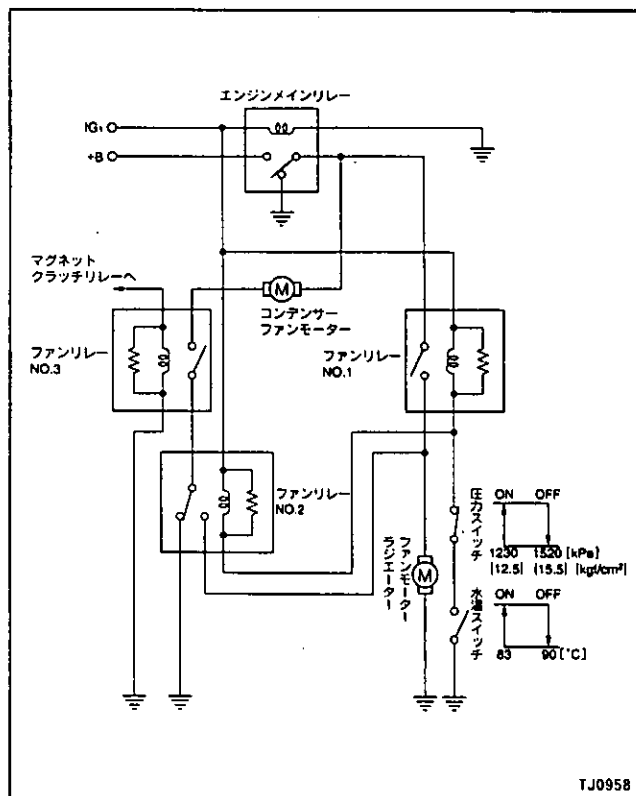 エンジンメインリレー
IG₁
+B
マグネット
クラッチリレーへ
コンデンサー
ファンモーター
ファンリレー
NO.3
ファンリレー
NO.1
ファンリレー
NO.2
ラジエーター
ファンモーター
圧力スイッチ
ON OFF
1230 1520 [kPa]
[12.5] [15.5] [kgf/cm²]
水温スイッチ
ON OFF
83 90 [°C]
M
M
TJ0958